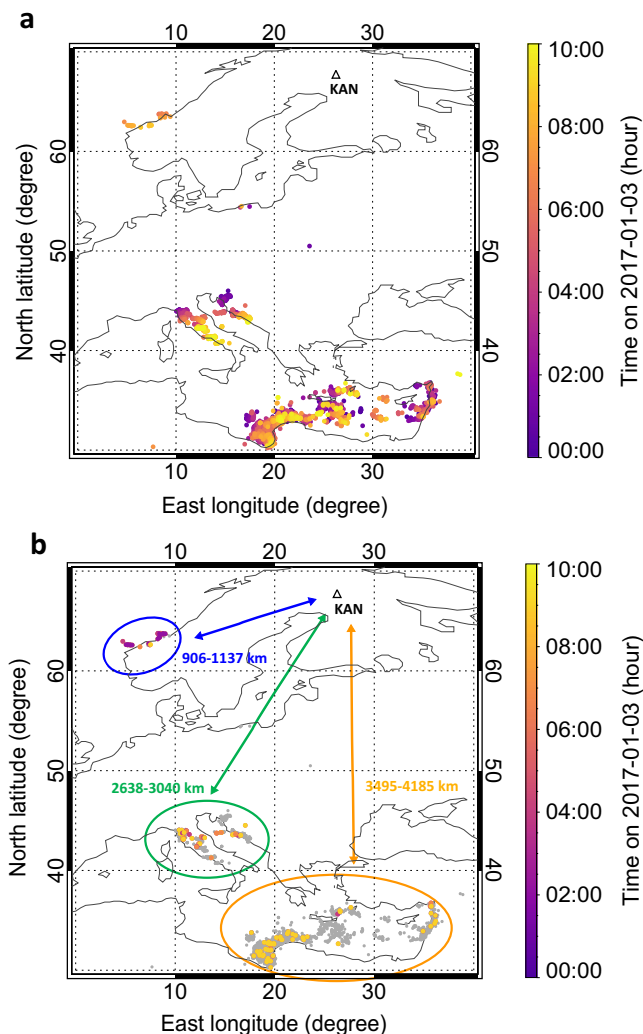 a
10 20 30
10:00
08:00
06:00
04:00
02:00
00:00
Time on 2017-01-03 (hour)
KAN
60 60
50 50
40 40
North latitude (degree)
10 20 30
East longitude (degree)
b
10 20 30
10:00
08:00
06:00
04:00
02:00
00:00
Time on 2017-01-03 (hour)
KAN
906-1137 km
60 60
50 50
2638-3040 km
3495-4185 km
40 40
North latitude (degree)
10 20 30
East longitude (degree)